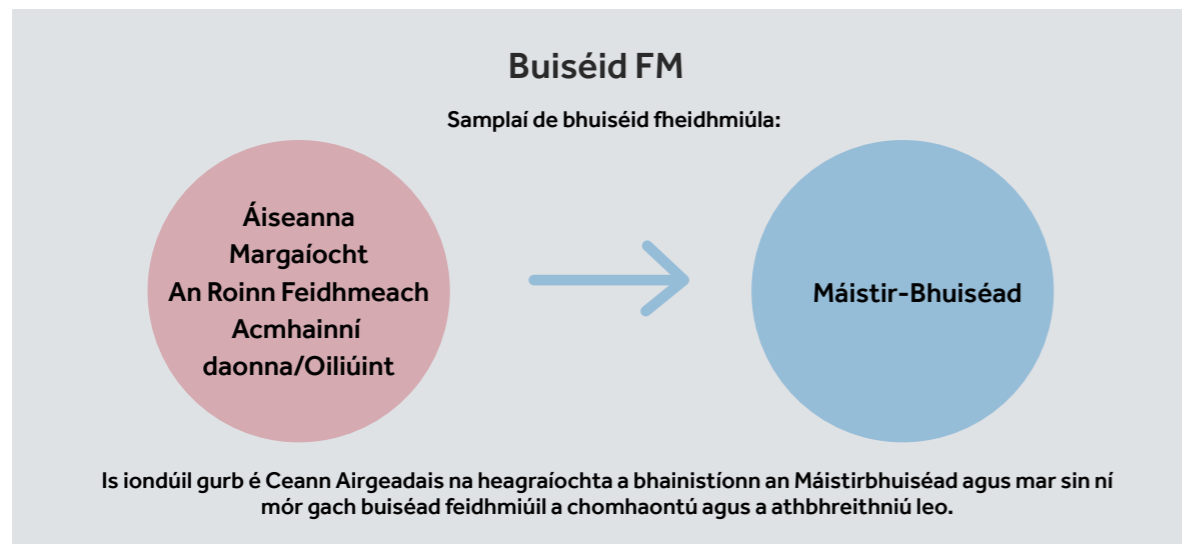 Buiséid FM
Samplaí de bhuiséid fheidhmiúla:
Áiseanna
Margaíocht
An Roinn Feidhmeach
Acmhainní
daonna/Oiliúint
Máistir-Bhuiséad
Is iondúil gurb é Ceann Airgeadais na heagraíochta a bhainistíonn an Máistirbhuiséad agus mar sin ní
mór gach buiséad feidhmiúil a chomhaontú agus a athbhreithniú leo.